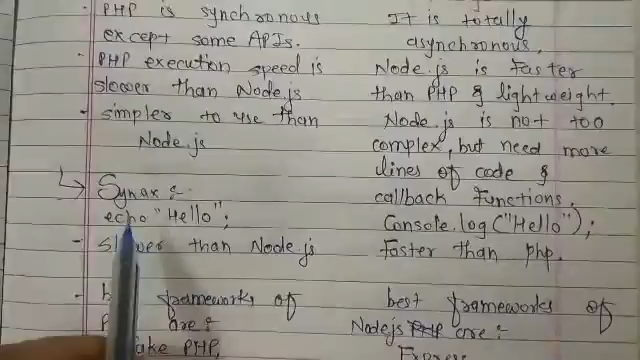 - PHP is synchronous
except some APIs.
- PHP execution speed is
slower than Node.js
- simpler to use than
Node.js
Synax :-
echo "Hello";
- slower than Node.js
- frameworks of
are :
PHP,
It is totally
asynchronous.
Node.js is faster
than PHP & lightweight.
Node.js is not too
complex, but need more
lines of code &
callback functions.
Console.log("Hello");
faster than php.
best frameworks of
Nodejs are :
Express